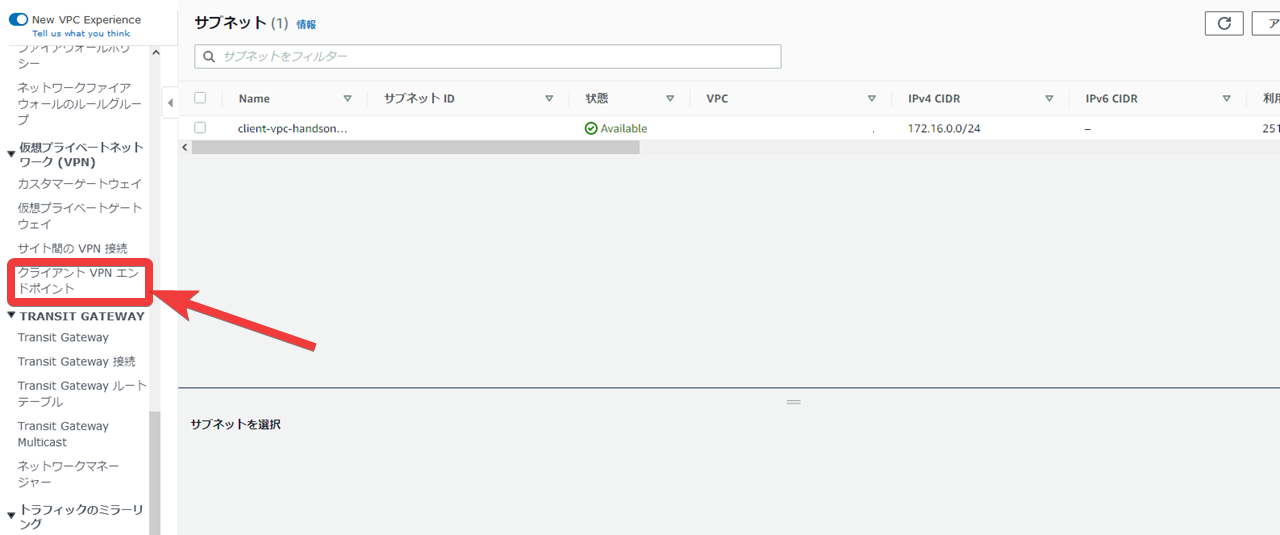 New VPC Experience
Tell us what you think
ファイアウォールポリ
シー
ネットワークファイア
ウォールのルールグルー
プ
仮想プライベートネット
ワーク (VPN)
カスタマーゲートウェイ
仮想プライベートゲート
ウェイ
サイト間の VPN 接続
クライアント VPN エン
ドポイント
TRANSIT GATEWAY
Transit Gateway
Transit Gateway 接続
Transit Gateway ルート
テーブル
Transit Gateway
Multicast
ネットワークマネー
ジャー
トラフィックのミラーリ
ング
サブネット (1) 情報
ア
サブネットをフィルター
Name サブネット ID 状態 VPC IPv4 CIDR IPv6 CIDR 利用
client-vpc-handson... Available 172.16.0.0/24 – 251
サブネットを選択